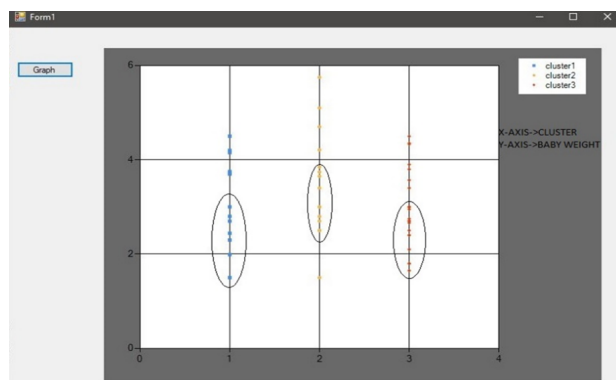 Form1
Graph
cluster1
cluster2
cluster3
X-AXIS->CLUSTER
Y-AXIS->BABY WEIGHT
6
4
2
0
0 1 2 3 4